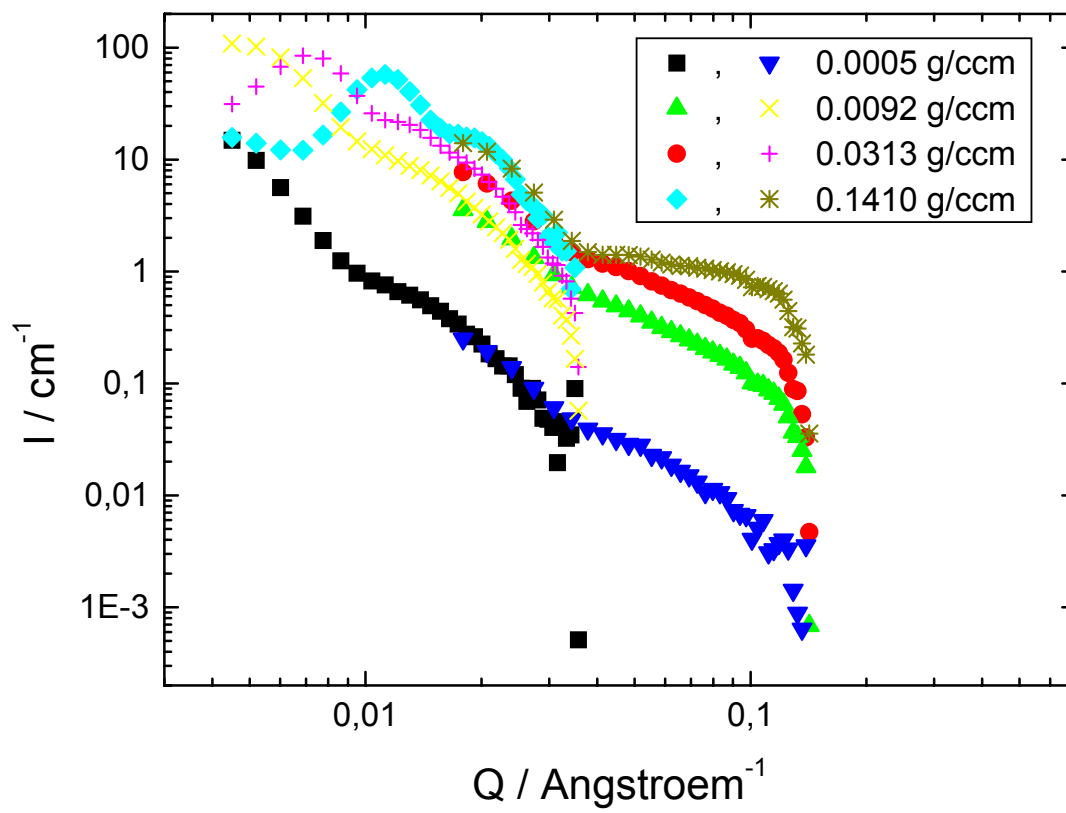 100
10
1
0,1
0,01
1E-3
I / cm-1
, 0.0005 g/ccm
, 0.0092 g/ccm
, 0.0313 g/ccm
, 0.1410 g/ccm
0,01 0,1
Q / Angstroem-1